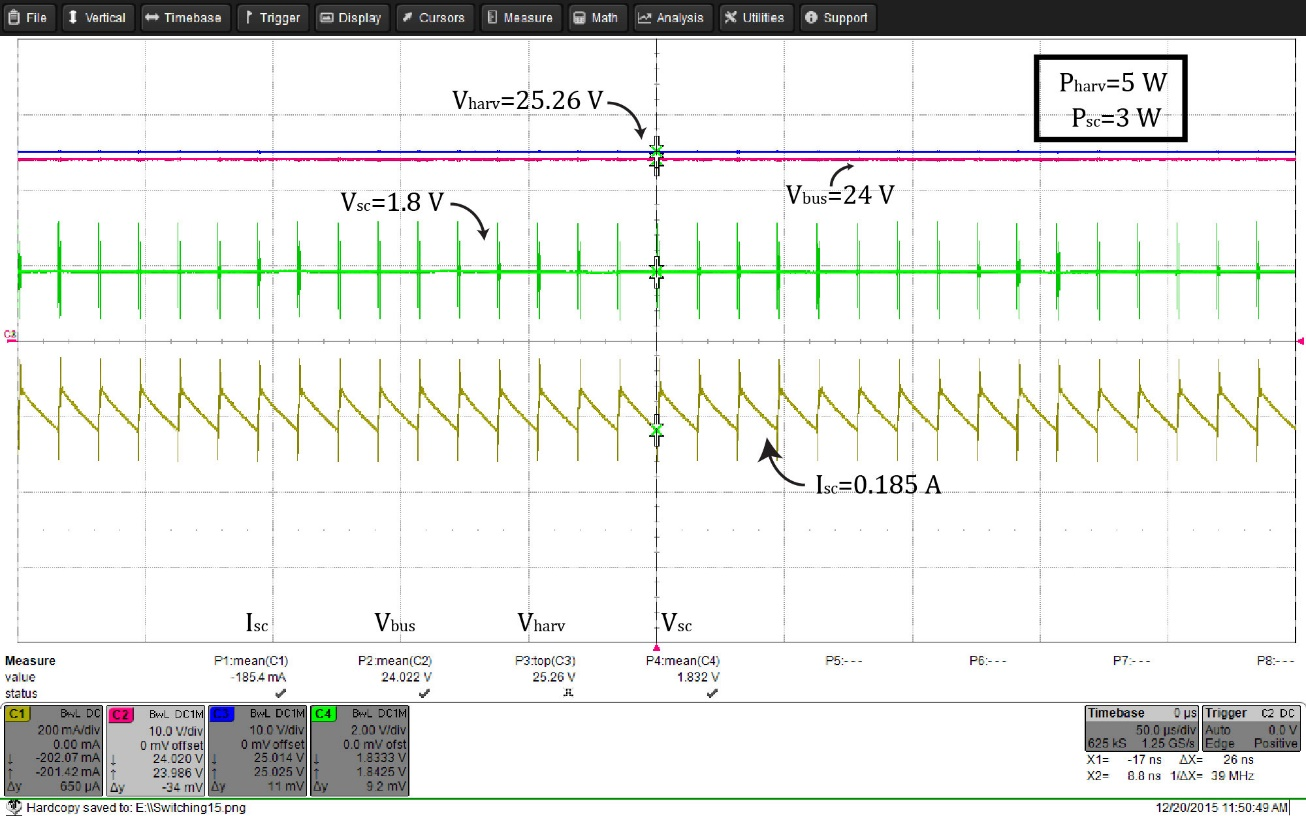 File Vertical Timebase Trigger Display Cursors Measure Math Analysis Utilities Support
Pharv=5 W
Psc=3 W
Vharv=25.26 V
Vsc=1.8 V
Vbus=24 V
Isc=0.185 A
Isc Vbus Vharv Vsc
Measure P1:mean(C1) P2:mean(C2) P3:top(C3) P4:mean(C4) P5:--- P6:--- P7:--- P8:---
value -185.4 mA 24.022 V 25.26 V 1.832 V
status
C1 BwL DC C2 BwL DC1M C3 BwL DC1M C4 BwL DC1M Timebase 0 µs Trigger C2 DC
200 mA/div 10.0 V/div 10.0 V/div 2.00 V/div 50.0 µs/div Auto 0.0 V
0.00 mA 0 mV offset 0 mV offset 0.0 mV ofst 625 kS 1.25 GS/s Edge Positive
↓ -202.07 mA ↓ 24.020 V ↓ 25.014 V ↓ 1.8333 V X1= -17 ns ΔX= 26 ns
↑ -201.42 mA ↑ 23.986 V ↑ 25.025 V ↑ 1.8425 V X2= 8.8 ns 1/ΔX= 39 MHz
Δy 650 µA Δy -34 mV Δy 11 mV Δy 9.2 mV
Hardcopy saved to: E:\\Switching15.png 12/20/2015 11:50:49 AM